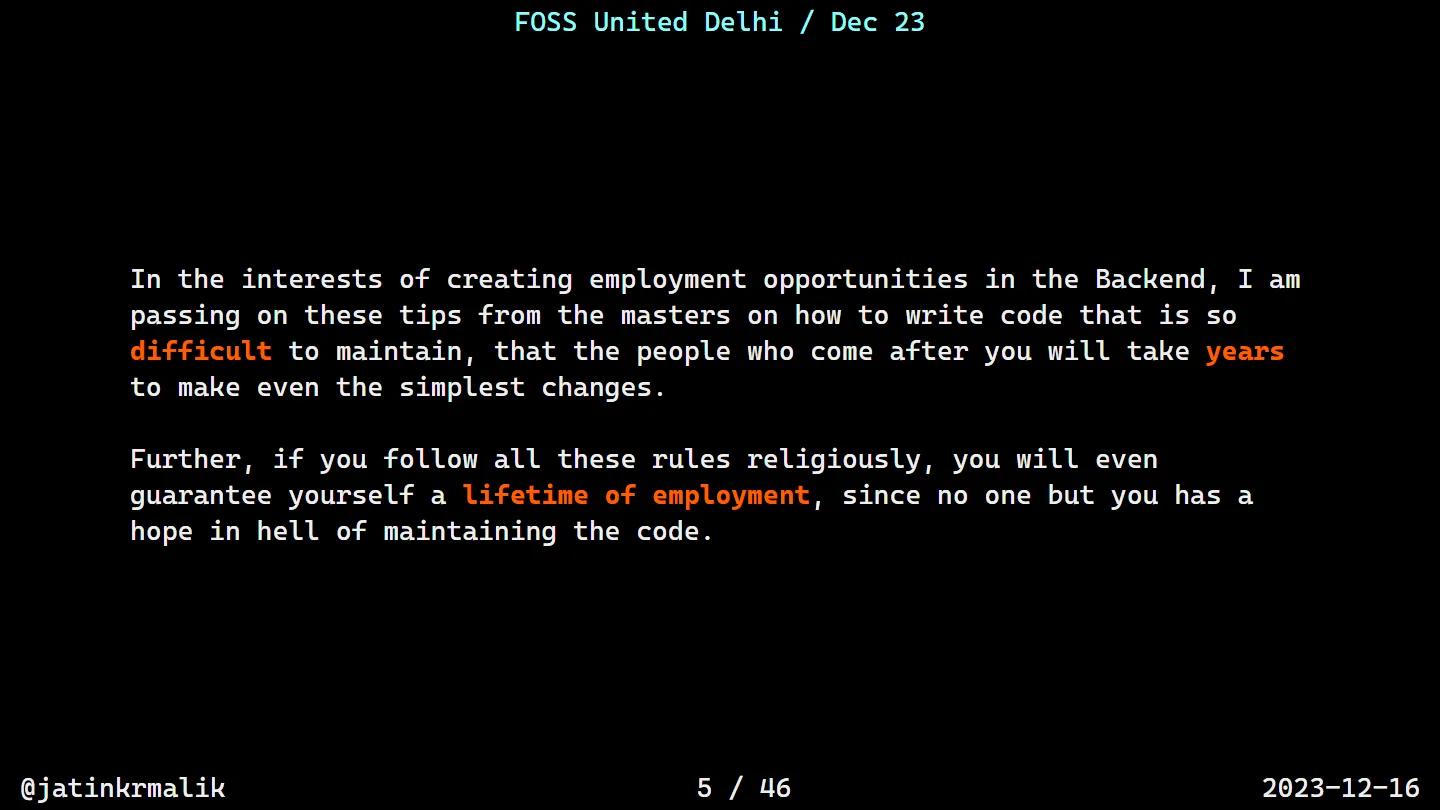 FOSS United Delhi / Dec 23
In the interests of creating employment opportunities in the Backend, I am
passing on these tips from the masters on how to write code that is so
difficult to maintain, that the people who come after you will take years
to make even the simplest changes.
Further, if you follow all these rules religiously, you will even
guarantee yourself a lifetime of employment, since no one but you has a
hope in hell of maintaining the code.
@jatinkrmalik
5 / 46
2023-12-16